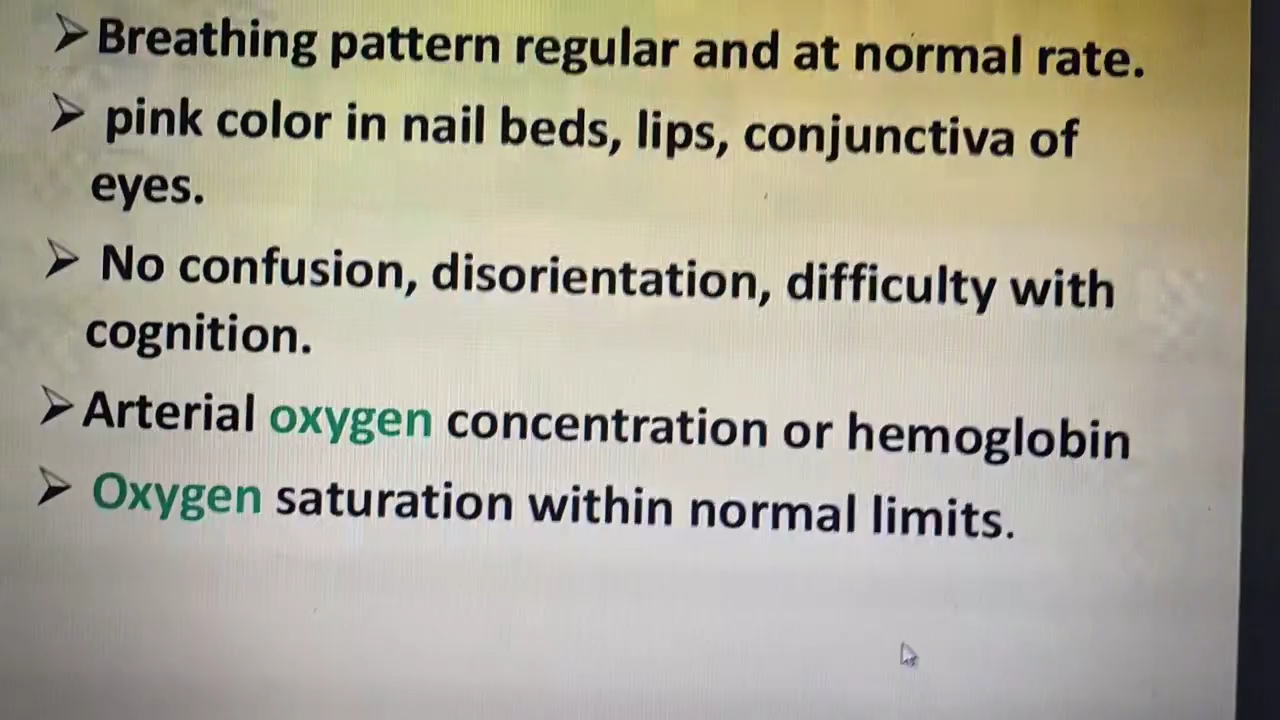 ➢Breathing pattern regular and at normal rate.
➢ pink color in nail beds, lips, conjunctiva of
eyes.
➢ No confusion, disorientation, difficulty with
cognition.
➢Arterial oxygen concentration or hemoglobin
➢ Oxygen saturation within normal limits.